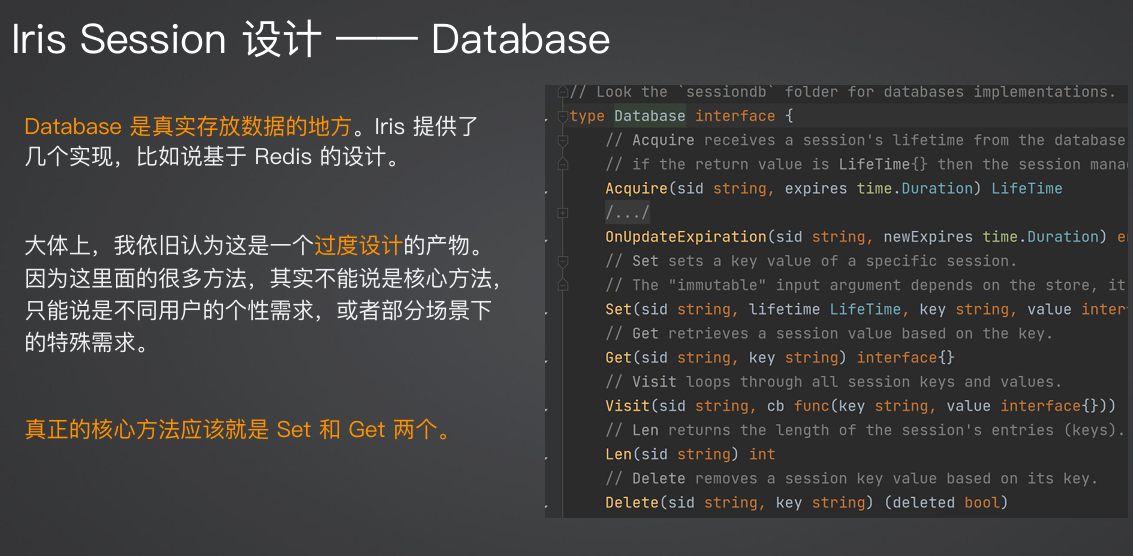 Iris Session 设计 —— Database
Database 是真实存放数据的地方。Iris 提供了
几个实现，比如说基于 Redis 的设计。
大体上，我依旧认为这是一个过度设计的产物。
因为这里面的很多方法，其实不能说是核心方法，
只能说是不同用户的个性需求，或者部分场景下
的特殊需求。
真正的核心方法应该就是 Set 和 Get 两个。
// Look the `sessiondb` folder for databases implementations.
type Database interface {
// Acquire receives a session's lifetime from the database
// if the return value is LifeTime{} then the session mana
Acquire(sid string, expires time.Duration) LifeTime
/.../
OnUpdateExpiration(sid string, newExpires time.Duration) er
// Set sets a key value of a specific session.
// The "immutable" input argument depends on the store, it
Set(sid string, lifetime LifeTime, key string, value inter
// Get retrieves a session value based on the key.
Get(sid string, key string) interface{}
// Visit loops through all session keys and values.
Visit(sid string, cb func(key string, value interface{}))
// Len returns the length of the session's entries (keys).
Len(sid string) int
// Delete removes a session key value based on its key.
Delete(sid string, key string) (deleted bool)